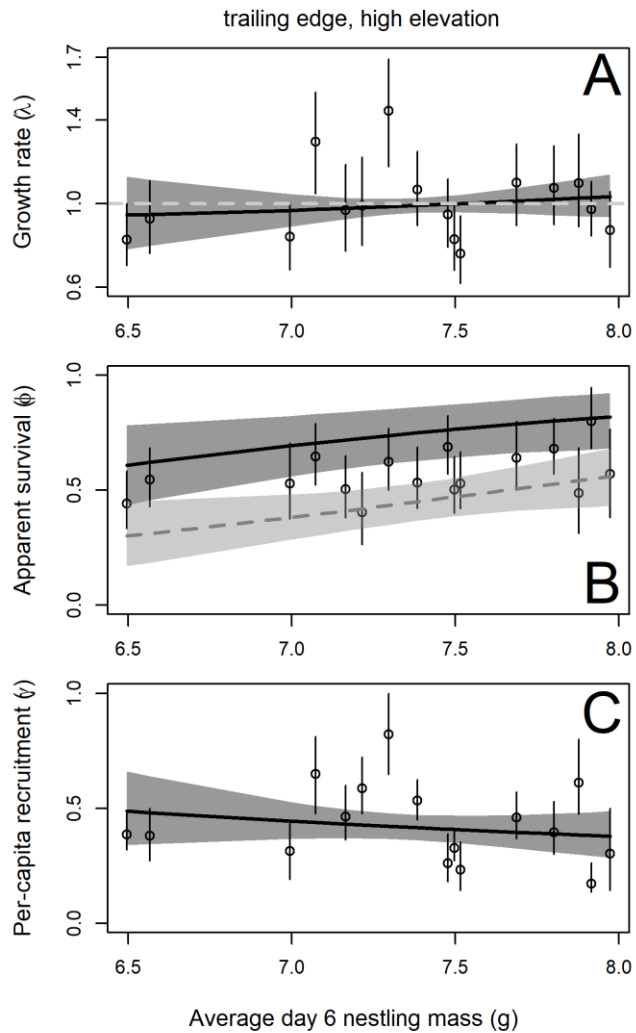 trailing edge, high elevation
A
Growth rate (λ)
1.7
1.4
1.0
0.6
6.5 7.0 7.5 8.0
B
Apparent survival (ϕ)
1.0
0.5
0.0
6.5 7.0 7.5 8.0
C
Per-capita recruitment (γ)
1.0
0.5
0.0
6.5 7.0 7.5 8.0
Average day 6 nestling mass (g)